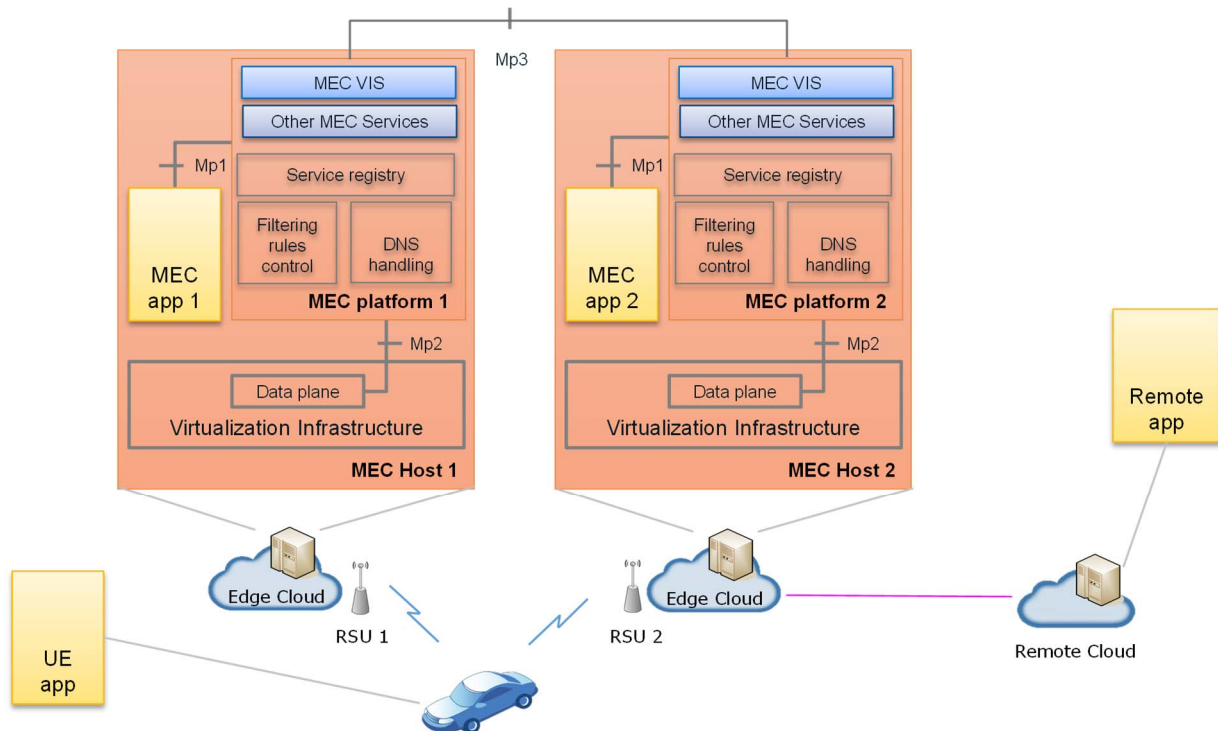 Mp3
MEC VIS
Other MEC Services
Mp1
Service registry
Filtering
rules
control
DNS
handling
MEC
app 1
MEC platform 1
Mp2
Data plane
Virtualization Infrastructure
MEC Host 1
MEC VIS
Other MEC Services
Mp1
Service registry
Filtering
rules
control
DNS
handling
MEC
app 2
MEC platform 2
Mp2
Data plane
Virtualization Infrastructure
MEC Host 2
Remote
app
Edge Cloud
RSU 1
RSU 2
Edge Cloud
Remote Cloud
UE
app